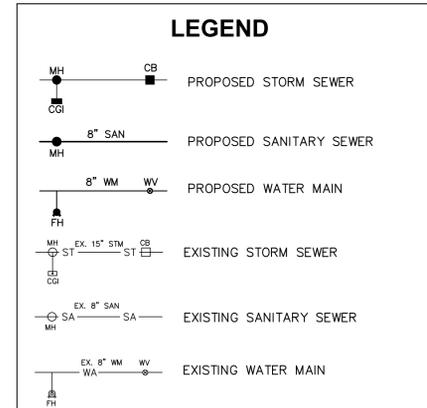 LEGEND
MH CB
CGI
PROPOSED STORM SEWER
8" SAN
MH
PROPOSED SANITARY SEWER
8" WM WV
FH
PROPOSED WATER MAIN
MH EX. 15" STM CB
ST ST
CGI
EXISTING STORM SEWER
EX. 8" SAN
SA SA
MH
EXISTING SANITARY SEWER
EX. 8" WM WV
WA
FH
EXISTING WATER MAIN